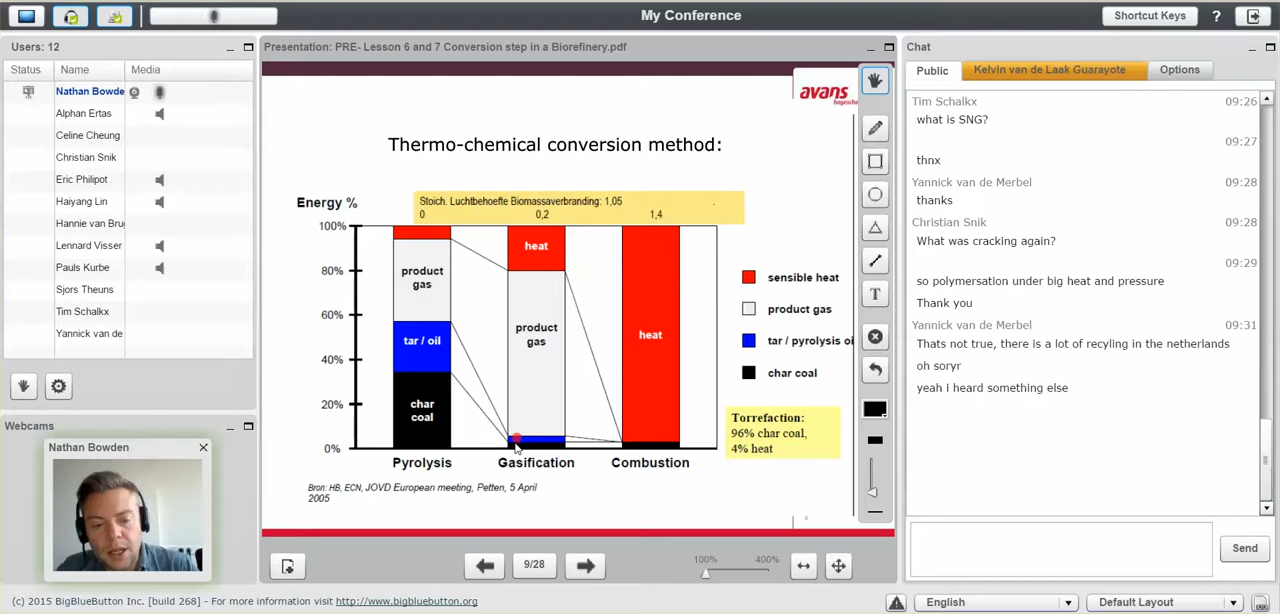 My Conference
Shortcut Keys
?
Users: 12
Status Name Media
Nathan Bowde
Alphan Ertas
Celine Cheung
Christian Snik
Eric Philipot
Haiyang Lin
Hannie van Bru
Lennard Visser
Pauls Kurbe
Sjors Theuns
Tim Schalkx
Yannick van de
Webcams
Nathan Bowden
Presentation: PRE- Lesson 6 and 7 Conversion step in a Biorefinery.pdf
avans
hogeschool
Thermo-chemical conversion method:
Energy %
Stoich. Luchtbehoefte Biomassaverbranding: 1,05
0 0,2 1,4
100%
80%
60%
40%
20%
0%
product
gas
tar / oil
char
coal
heat
product
gas
heat
Pyrolysis Gasification Combustion
sensible heat
product gas
tar / pyrolysis oi
char coal
Torrefaction:
96% char coal,
4% heat
Bron: HB, ECN, JOVD European meeting, Petten, 5 April
2005
T
9/28
100% 400%
Chat
Public Kelvin van de Laak Guarayote Options
Tim Schalkx 09:26
what is SNG?
09:27
thnx
Yannick van de Merbel 09:28
thanks
Christian Snik 09:28
What was cracking again?
09:29
so polymersation under big heat and pressure
Thank you
Yannick van de Merbel 09:31
Thats not true, there is a lot of recyling in the netherlands
oh soryr
yeah i heard something else
Send
(c) 2015 BigBlueButton Inc. [build 268] - For more information visit http://www.bigbluebutton.org
English
Default Layout